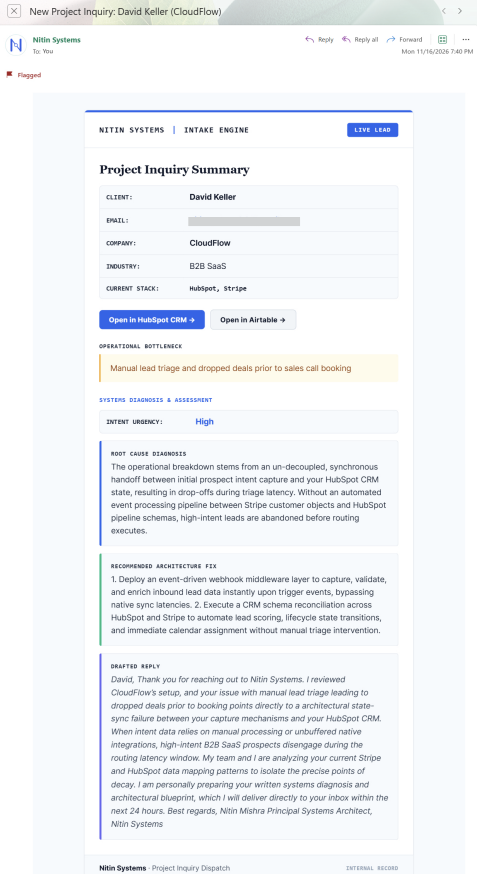 New Project Inquiry: David Keller (CloudFlow)
Nitin Systems
To: You
Reply
Reply all
Forward
Mon 11/16/2026 7:40 PM
Flagged
NITIN SYSTEMS | INTAKE ENGINE
LIVE LEAD
Project Inquiry Summary
CLIENT: David Keller
EMAIL:
COMPANY: CloudFlow
INDUSTRY: B2B SaaS
CURRENT STACK: HubSpot, Stripe
Open in HubSpot CRM →
Open in Airtable →
OPERATIONAL BOTTLENECK
Manual lead triage and dropped deals prior to sales call booking
SYSTEMS DIAGNOSIS & ASSESSMENT
INTENT URGENCY: High
ROOT CAUSE DIAGNOSIS
The operational breakdown stems from an un-decoupled, synchronous
handoff between initial prospect intent capture and your HubSpot CRM
state, resulting in drop-offs during triage latency. Without an automated
event processing pipeline between Stripe customer objects and HubSpot
pipeline schemas, high-intent leads are abandoned before routing
executes.
RECOMMENDED ARCHITECTURE FIX
1. Deploy an event-driven webhook middleware layer to capture, validate,
and enrich inbound lead data instantly upon trigger events, bypassing
native sync latencies. 2. Execute a CRM schema reconciliation across
HubSpot and Stripe to automate lead scoring, lifecycle state transitions,
and immediate calendar assignment without manual triage intervention.
DRAFTED REPLY
David, Thank you for reaching out to Nitin Systems. I reviewed
CloudFlow's setup, and your issue with manual lead triage leading to
dropped deals prior to booking points directly to a architectural state-
sync failure between your capture mechanisms and your HubSpot CRM.
When intent data relies on manual processing or unbuffered native
integrations, high-intent B2B SaaS prospects disengage during the
routing latency window. My team and I are analyzing your current Stripe
and HubSpot data mapping patterns to isolate the precise points of
decay. I am personally preparing your written systems diagnosis and
architectural blueprint, which I will deliver directly to your inbox within the
next 24 hours. Best regards, Nitin Mishra Principal Systems Architect,
Nitin Systems
Nitin Systems · Project Inquiry Dispatch
INTERNAL RECORD